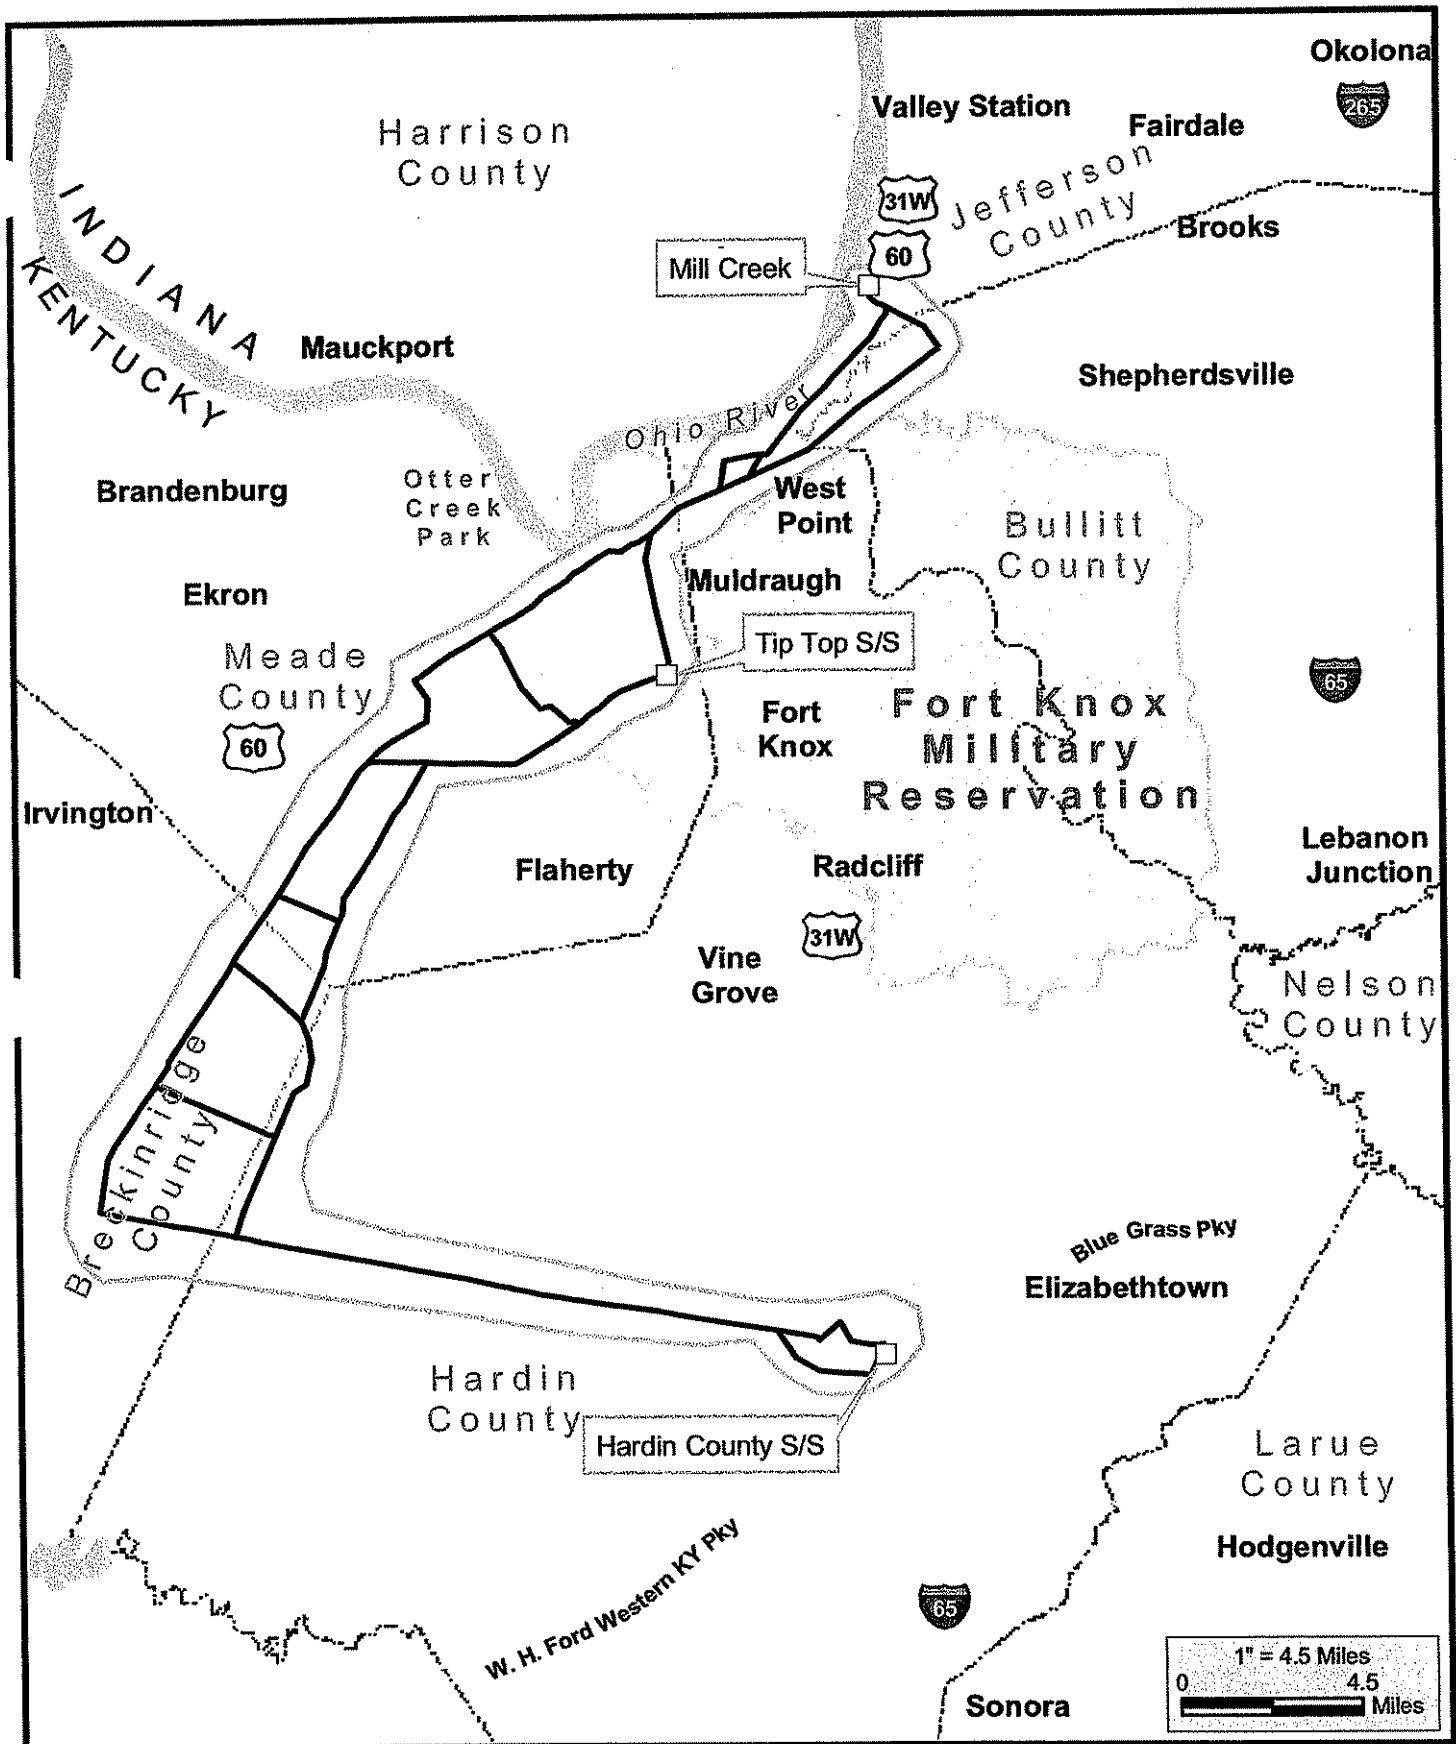 Okolona
265
Valley Station
Fairdale
Harrison
County
31W
Jefferson
County
Brooks
60
Mill Creek
INDIANA
KENTUCKY
Mauckport
Shepherdsville
Ohio River
Brandenburg
Otter
Creek
Park
West
Point
Bullitt
County
Ekron
Muldraugh
Meade
County
Tip Top S/S
65
60
Fort
Knox
Fort Knox
Military
Reservation
Irvington
Flaherty
Radcliff
Lebanon
Junction
31W
Vine
Grove
Nelson
County
Breckinridge
County
Blue Grass Pky
Elizabethtown
Hardin
County
Hardin County S/S
Larue
County
Hodgenville
W. H. Ford Western KY Pky
65
Sonora
1" = 4.5 Miles
0 4.5
Miles